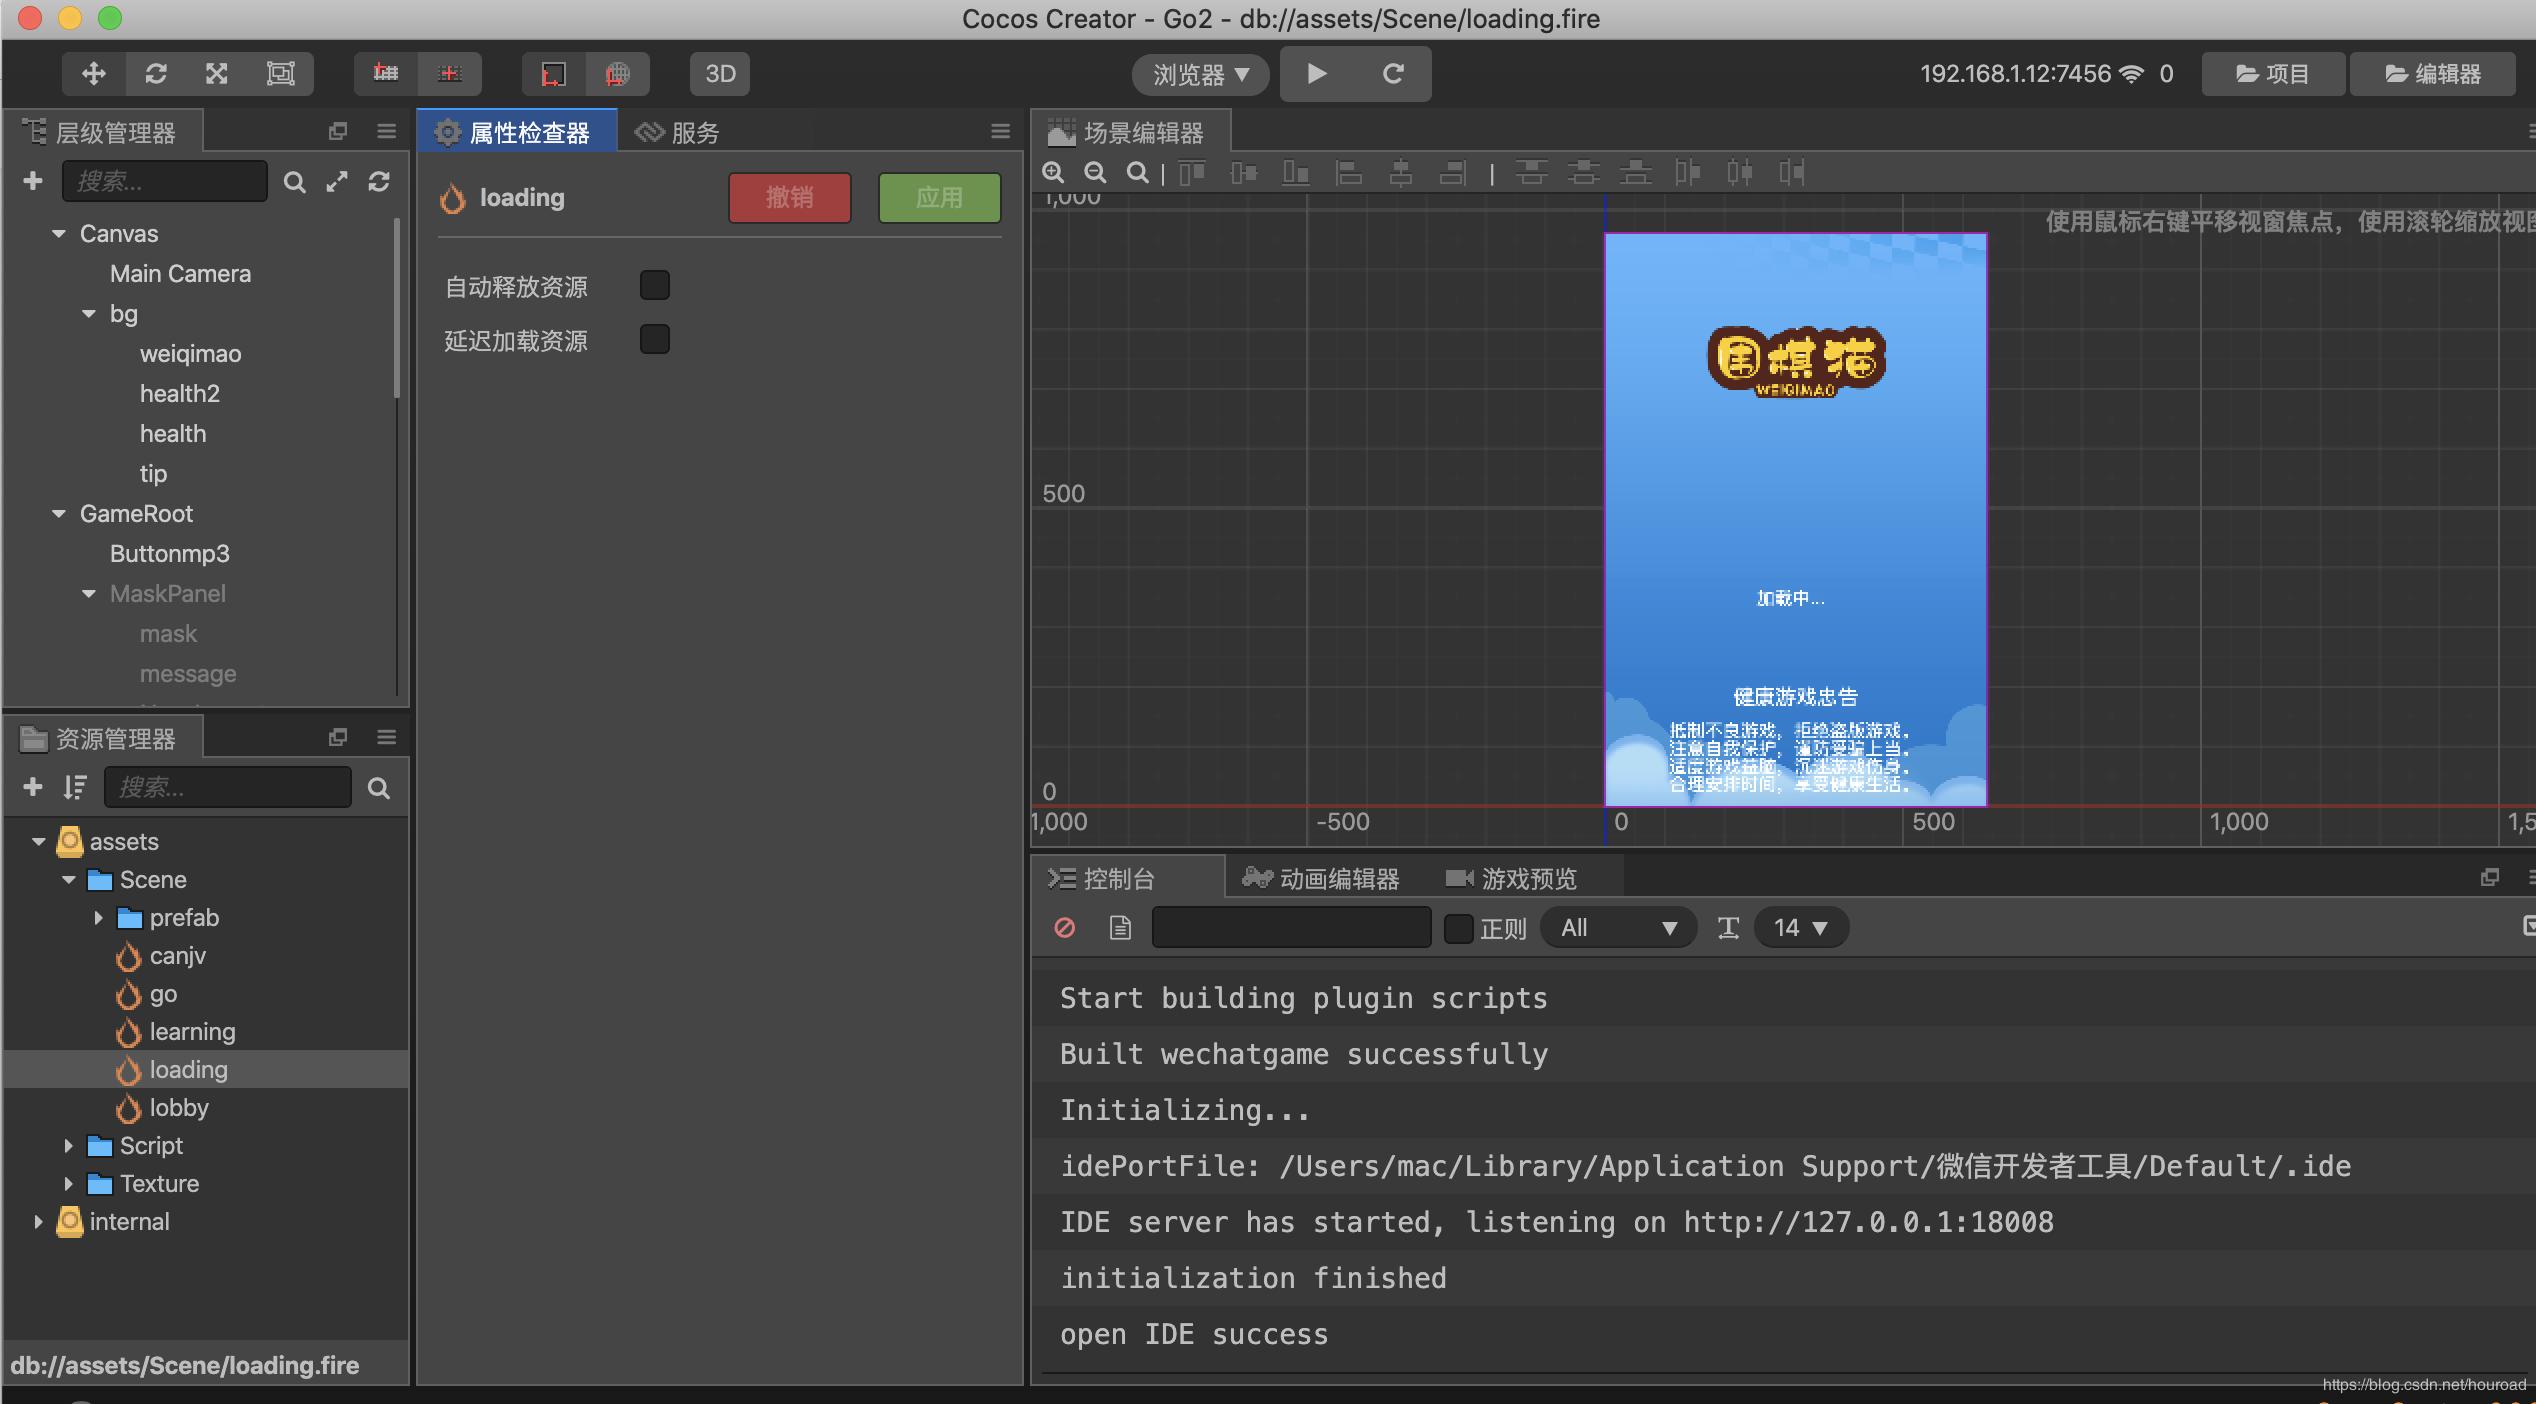 Cocos Creator - Go2 - db://assets/Scene/loading.fire
3D
浏览器
192.168.1.12:7456
0
项目
编辑器
层级管理器
搜索...
Canvas
Main Camera
bg
weiqimao
health2
health
tip
GameRoot
Buttonmp3
MaskPanel
mask
message
资源管理器
搜索...
assets
Scene
prefab
canjv
go
learning
loading
lobby
Script
Texture
internal
db://assets/Scene/loading.fire
属性检查器
服务
loading
撤销
应用
自动释放资源
延迟加载资源
场景编辑器
1,000
使用鼠标右键平移视窗焦点，使用滚轮缩放视图
围棋猫
WEIQIMAO
500
加载中...
健康游戏忠告
抵制不良游戏，拒绝盗版游戏。
注意自我保护，谨防受骗上当。
适度游戏益脑，沉迷游戏伤身。
合理安排时间，享受健康生活。
0
1,000
-500
0
500
1,000
1,5
控制台
动画编辑器
游戏预览
正则
All
14
Start building plugin scripts
Built wechatgame successfully
Initializing...
idePortFile: /Users/mac/Library/Application Support/微信开发者工具/Default/.ide
IDE server has started, listening on http://127.0.0.1:18008
initialization finished
open IDE success
https://blog.csdn.net/houroad